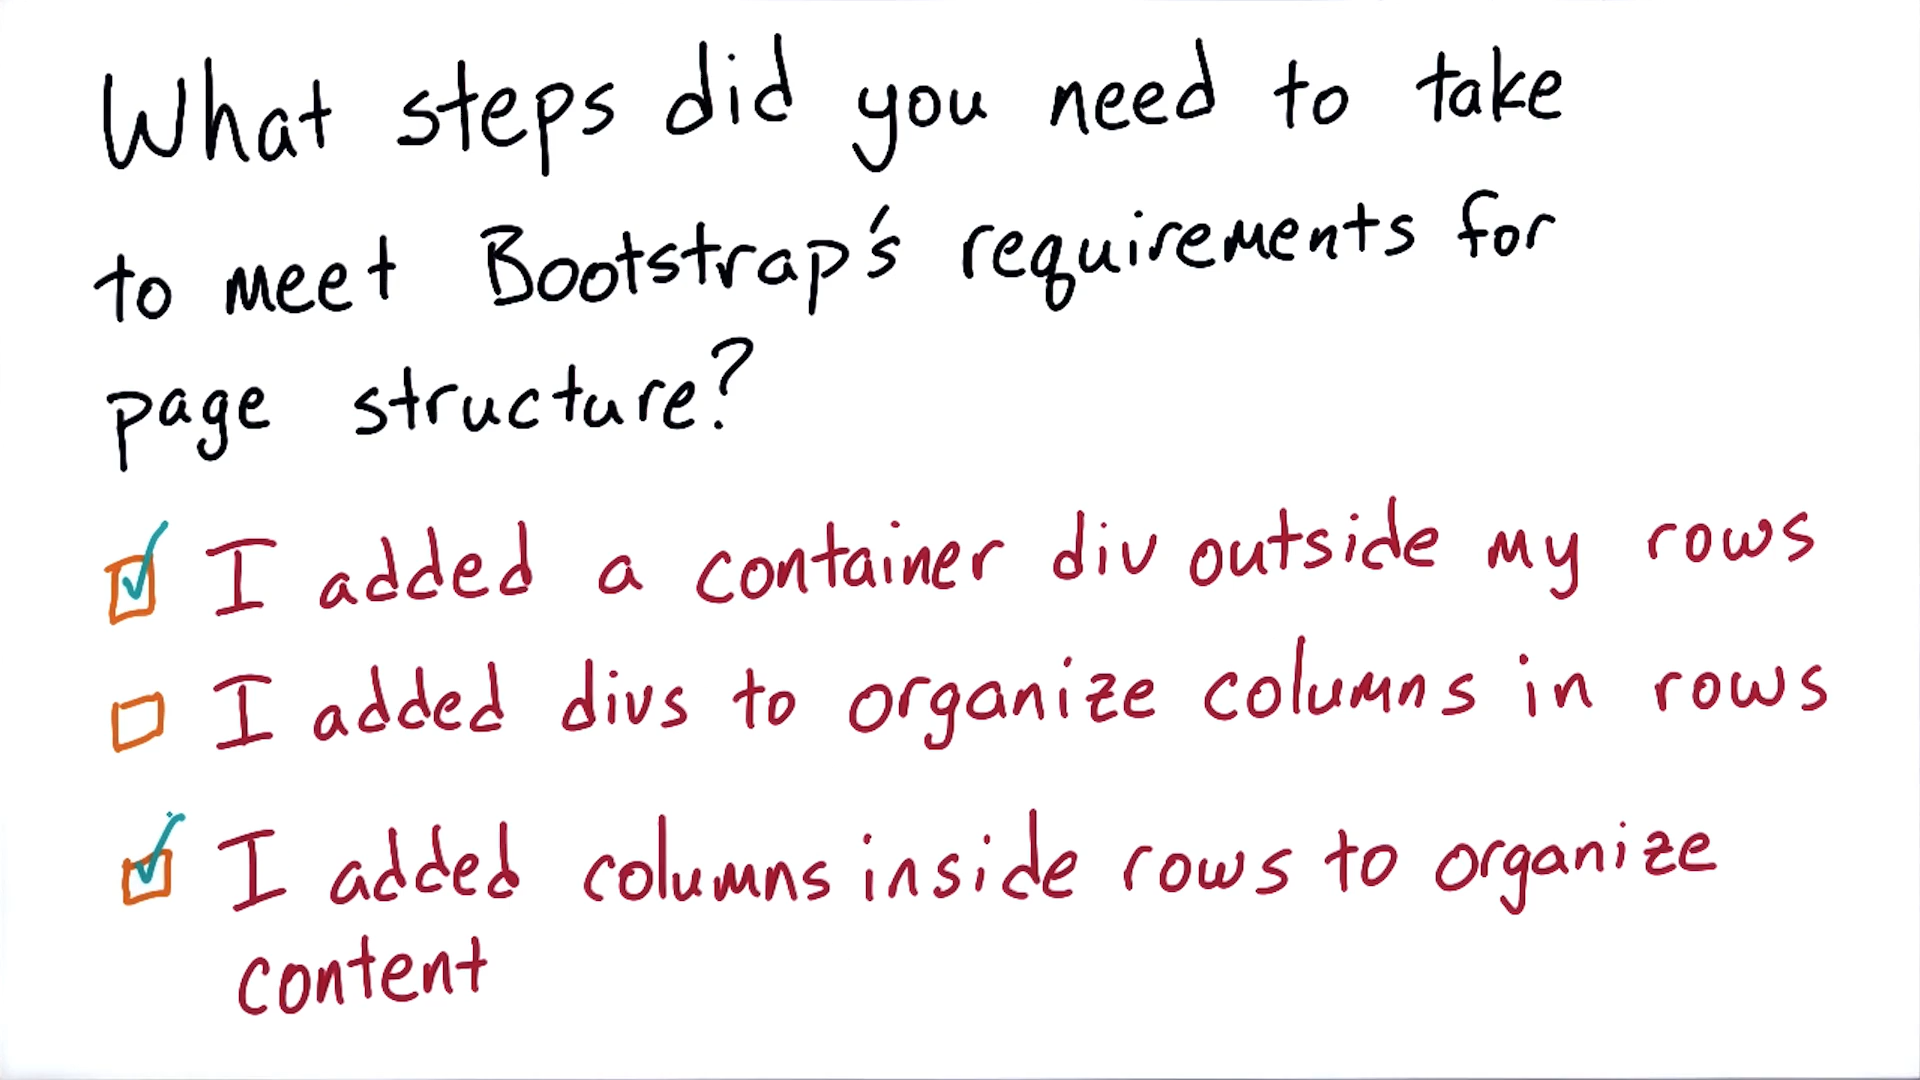 What steps did you need to take
to meet Bootstrap's requirements for
page structure?
I added a container div outside my rows
I added divs to organize columns in rows
I added columns inside rows to organize
content